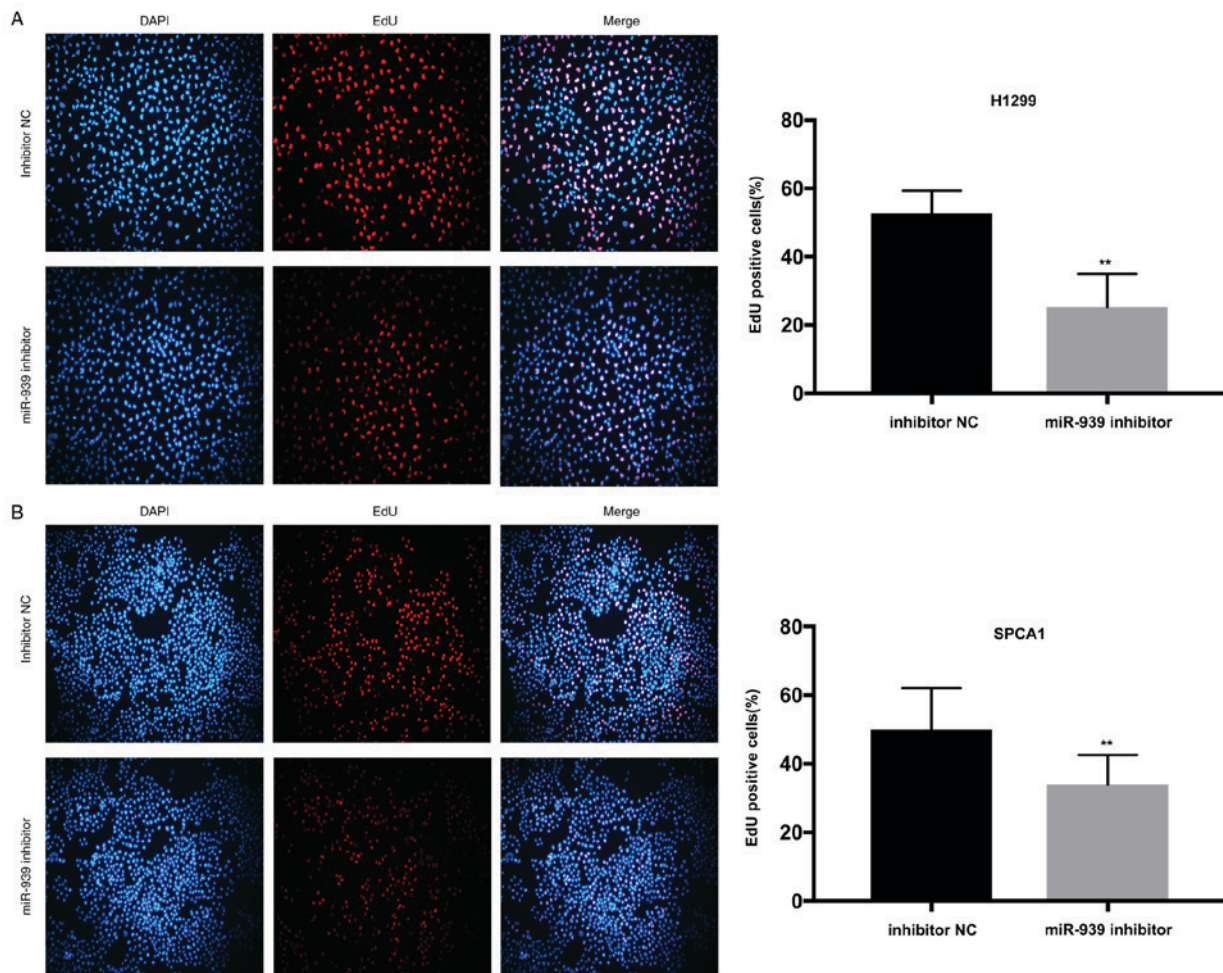 A
DAPI EdU Merge
Inhibitor NC
miR-939 inhibitor
H1299
EdU positive cells(%)
80
60
40
20
0
**
inhibitor NC miR-939 inhibitor
B
DAPI EdU Merge
Inhibitor NC
miR-939 inhibitor
SPCA1
EdU positive cells(%)
80
60
40
20
0
**
inhibitor NC miR-939 inhibitor